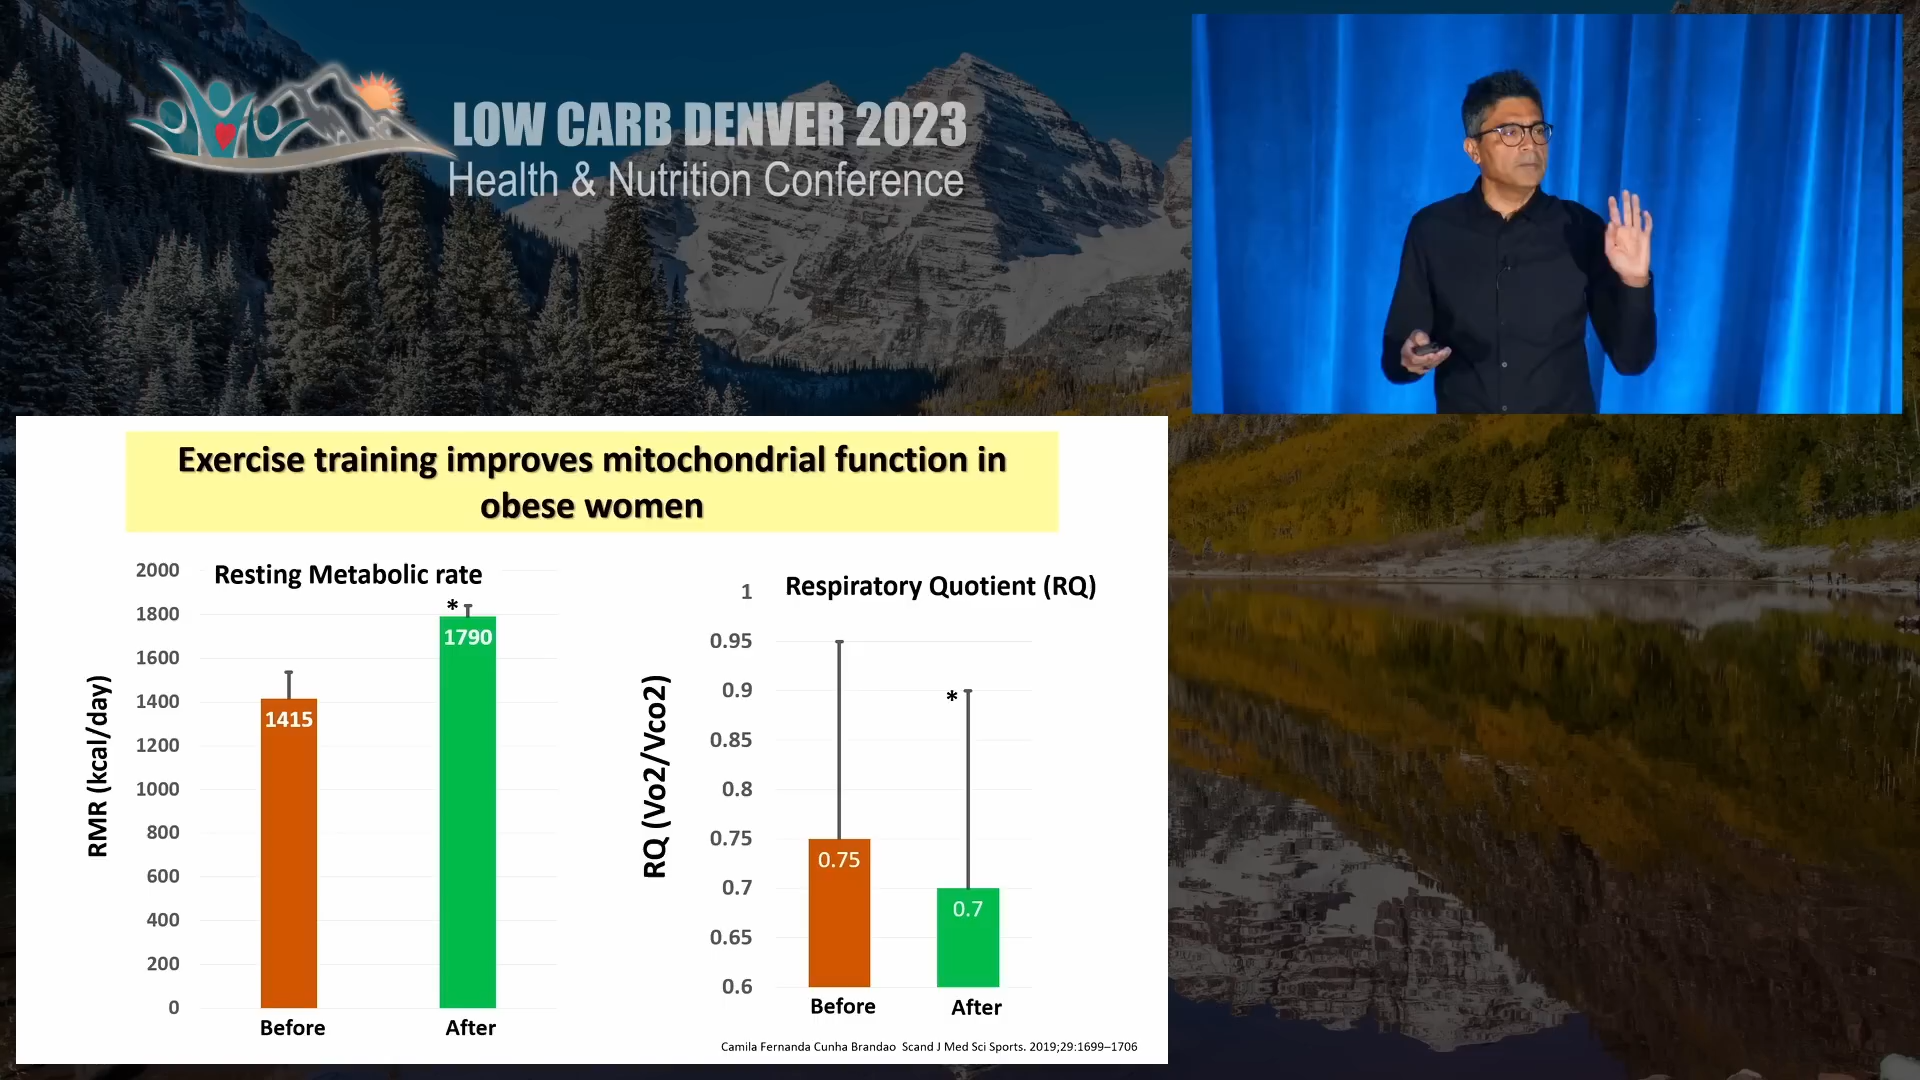 LOW CARB DENVER 2023
Health & Nutrition Conference
Exercise training improves mitochondrial function in
obese women
Resting Metabolic rate
RMR (kcal/day)
2000
1800
1600
1400
1200
1000
800
600
400
200
0
*
1415
1790
Before
After
Respiratory Quotient (RQ)
RQ (Vo2/Vco2)
1
0.95
0.9
0.85
0.8
0.75
0.7
0.65
0.6
*
0.75
0.7
Before
After
Camila Fernanda Cunha Brandao Scand J Med Sci Sports. 2019;29:1699–1706